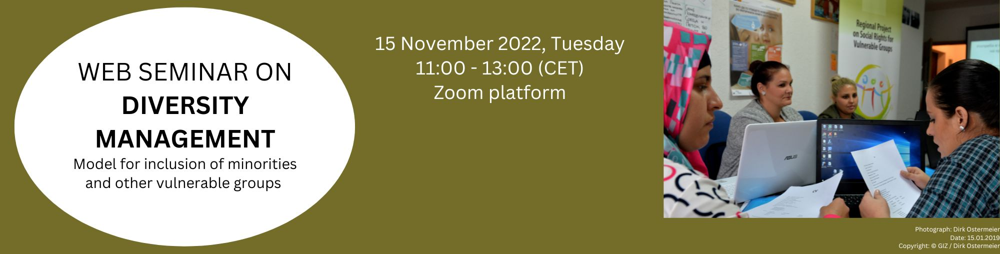 WEB SEMINAR ON
DIVERSITY
MANAGEMENT
Model for inclusion of minorities
and other vulnerable groups
15 November 2022, Tuesday
11:00 - 13:00 (CET)
Zoom platform
Regional Project
on Social Rights for
Vulnerable Groups
ASUS
CV
Photograph: Dirk Ostermeier
Date: 15.01.2019
Copyright: © GIZ / Dirk Ostermeier